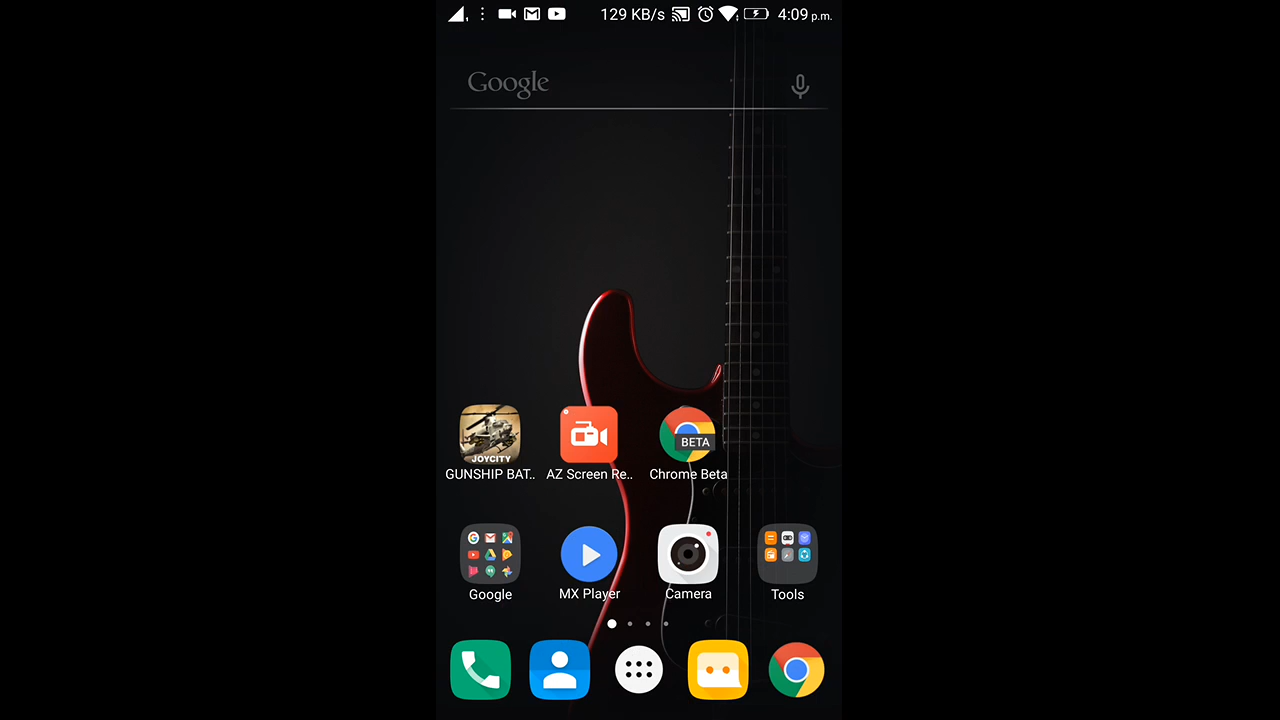 129 KB/s 4:09 p.m.
Google
JOYCITY
BETA
GUNSHIP BAT.. AZ Screen Re.. Chrome Beta
Google MX Player Camera Tools